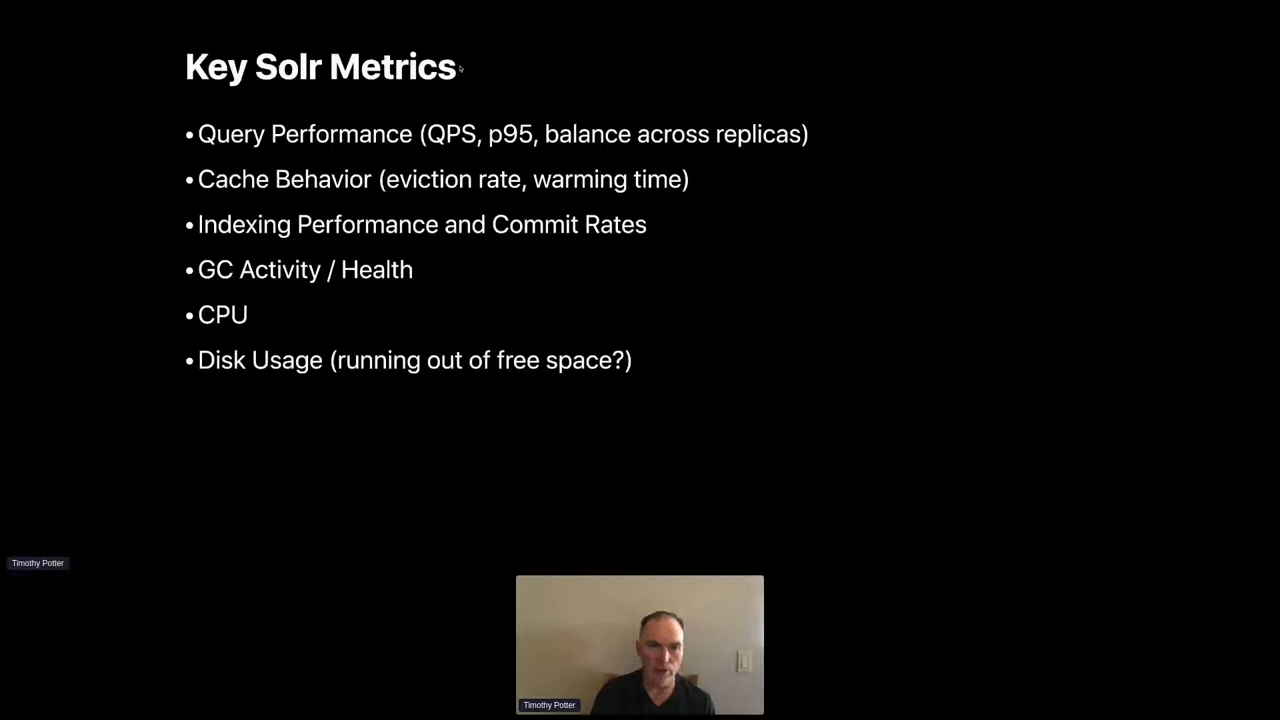 Key Solr Metrics
• Query Performance (QPS, p95, balance across replicas)
• Cache Behavior (eviction rate, warming time)
• Indexing Performance and Commit Rates
• GC Activity / Health
• CPU
• Disk Usage (running out of free space?)
Timothy Potter
Timothy Potter